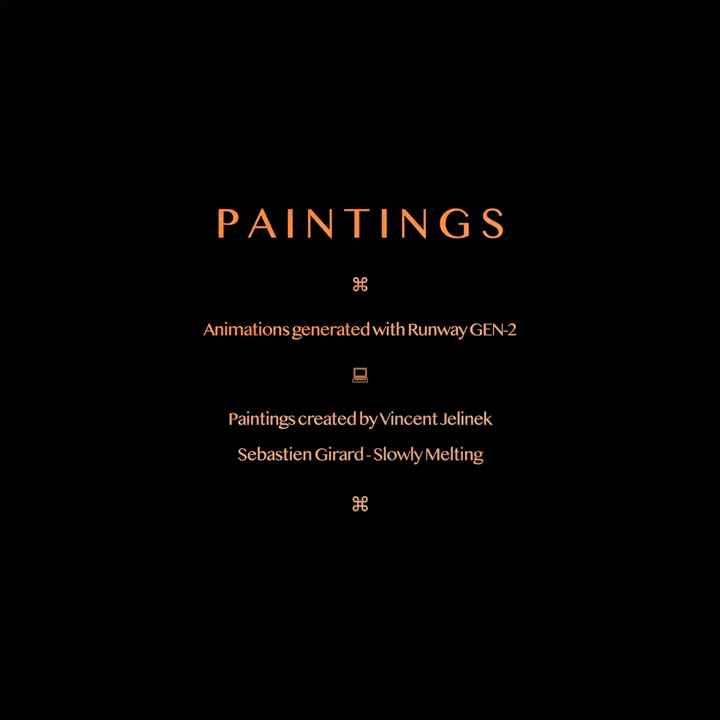 PAINTINGS
⌘
Animations generated with Runway GEN-2
💻
Paintings created by Vincent Jelinek
Sebastien Girard - Slowly Melting
⌘